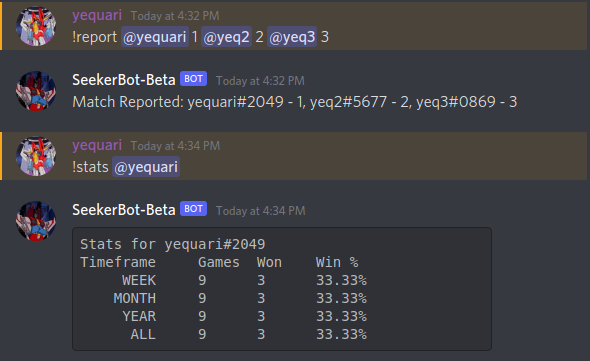 yequari Today at 4:32 PM
!report @yequari 1 @yeq2 2 @yeq3 3
SeekerBot-Beta BOT Today at 4:32 PM
Match Reported: yequari#2049 - 1, yeq2#5677 - 2, yeq3#0869 - 3
yequari Today at 4:34 PM
!stats @yequari
SeekerBot-Beta BOT Today at 4:34 PM
Stats for yequari#2049
Timeframe Games Won Win %
WEEK 9 3 33.33%
MONTH 9 3 33.33%
YEAR 9 3 33.33%
ALL 9 3 33.33%